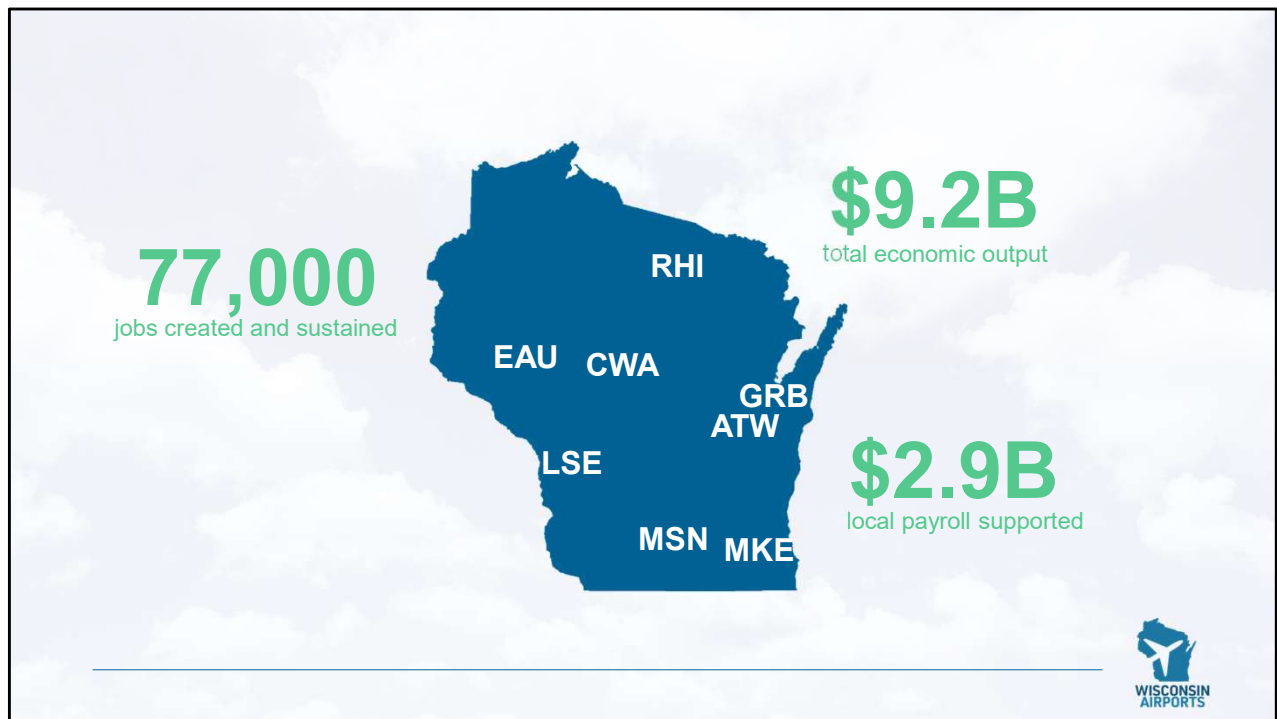 $9.2B
total economic output
77,000
jobs created and sustained
RHI
EAU
CWA
GRB
ATW
LSE
$2.9B
local payroll supported
MSN
MKE
WISCONSIN
AIRPORTS